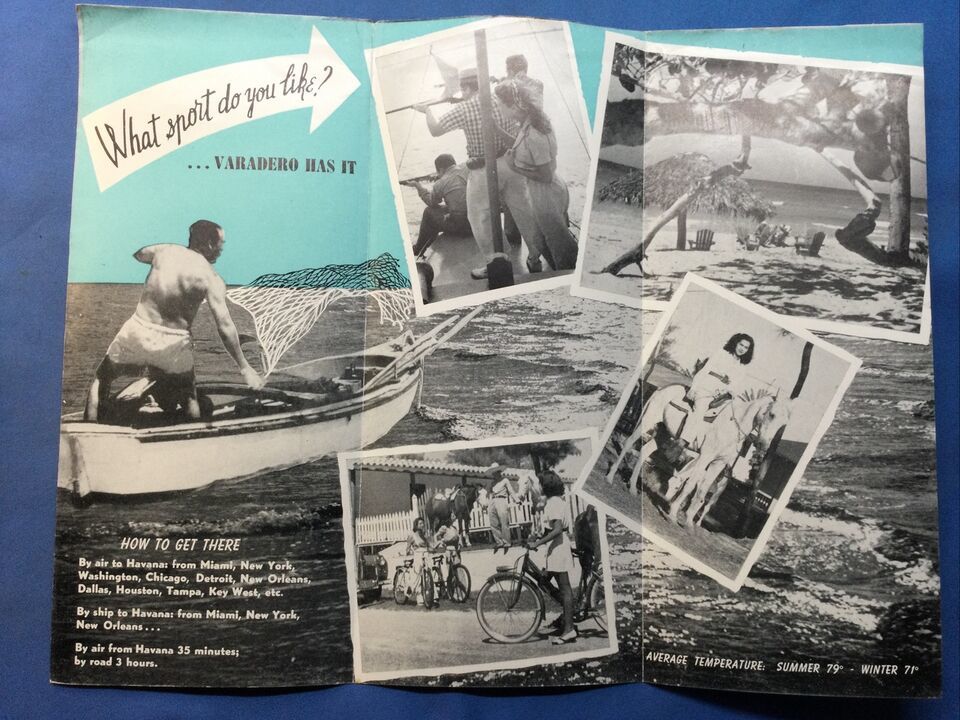 What sport do you like?
... VARADERO HAS IT
HOW TO GET THERE
By air to Havana: from Miami, New York,
Washington, Chicago, Detroit, New Orleans,
Dallas, Houston, Tampa, Key West, etc.
By ship to Havana: from Miami, New York,
New Orleans...
By air from Havana 35 minutes;
by road 3 hours.
AVERAGE TEMPERATURE: SUMMER 79° - WINTER 71°